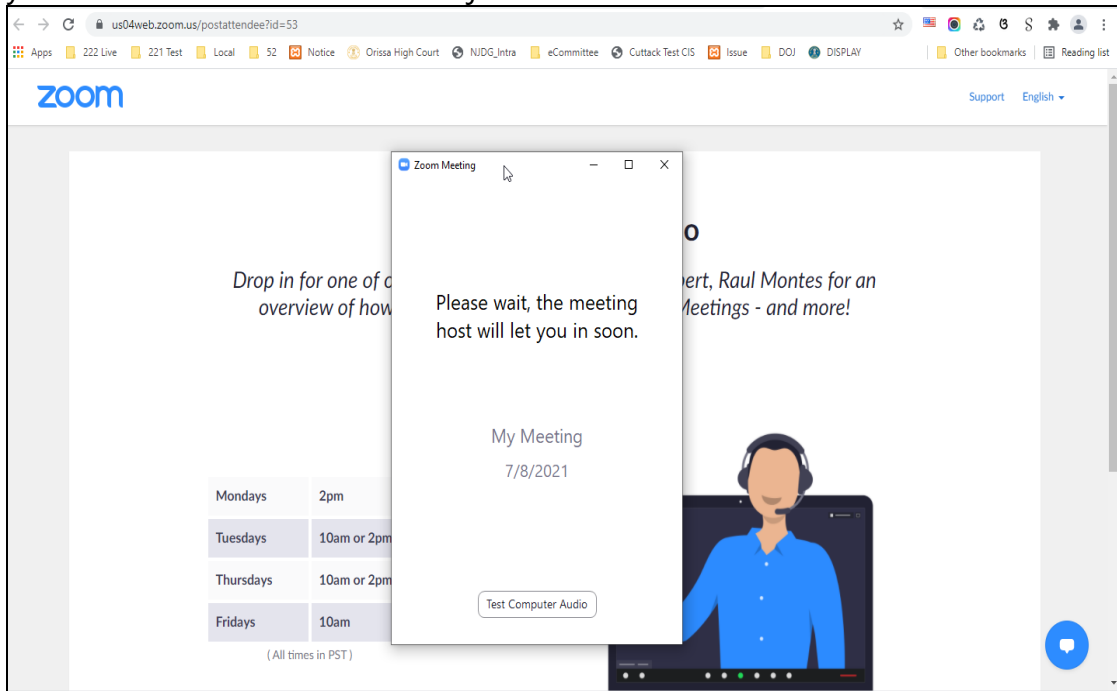 us04web.zoom.us/postattendee?id=53
Apps 222 Live 221 Test Local 52 Notice Orissa High Court NJDG_Intra eCommittee Cuttack Test CIS Issue DOJ DISPLAY Other bookmarks Reading list
zoom
Support English
Zoom Meeting
o
Drop in for one of o
pert, Raul Montes for an
overview of how
Meetings - and more!
Please wait, the meeting
host will let you in soon.
My Meeting
7/8/2021
Mondays 2pm
Tuesdays 10am or 2pm
Thursdays 10am or 2pm
Fridays 10am
( All times in PST )
Test Computer Audio